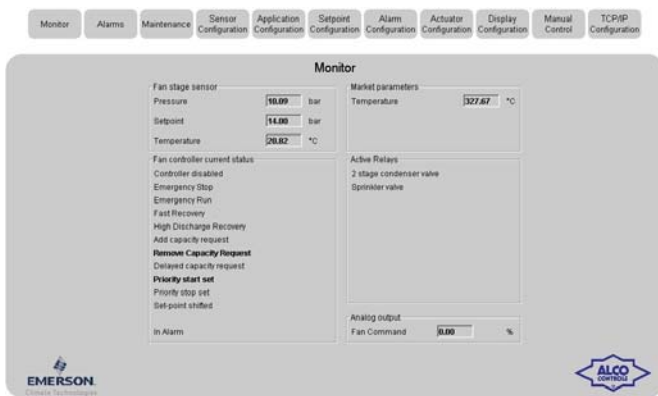 Monitor
Alarms
Maintenance
Sensor Configuration
Application Configuration
Setpoint Configuration
Alarm Configuration
Actuator Configuration
Display Configuration
Manual Control
TCP/IP Configuration
Monitor
Fan stage sensor
Pressure 10.09 bar
Setpoint 14.00 bar
Temperature 20.82 °C
Market parameters
Temperature 327.67 °C
Fan controller current status
Controller disabled
Emergency Stop
Emergency Run
Fast Recovery
High Discharge Recovery
Add capacity request
Remove Capacity Request
Delayed capacity request
Priority start set
Priority stop set
Set-point shifted
In Alarm
Active Relays
2 stage condenser valve
Sprinkler valve
Analog output
Fan Command 0.00 %
EMERSON.
Climate Technologies
ALCO
CONTROLS